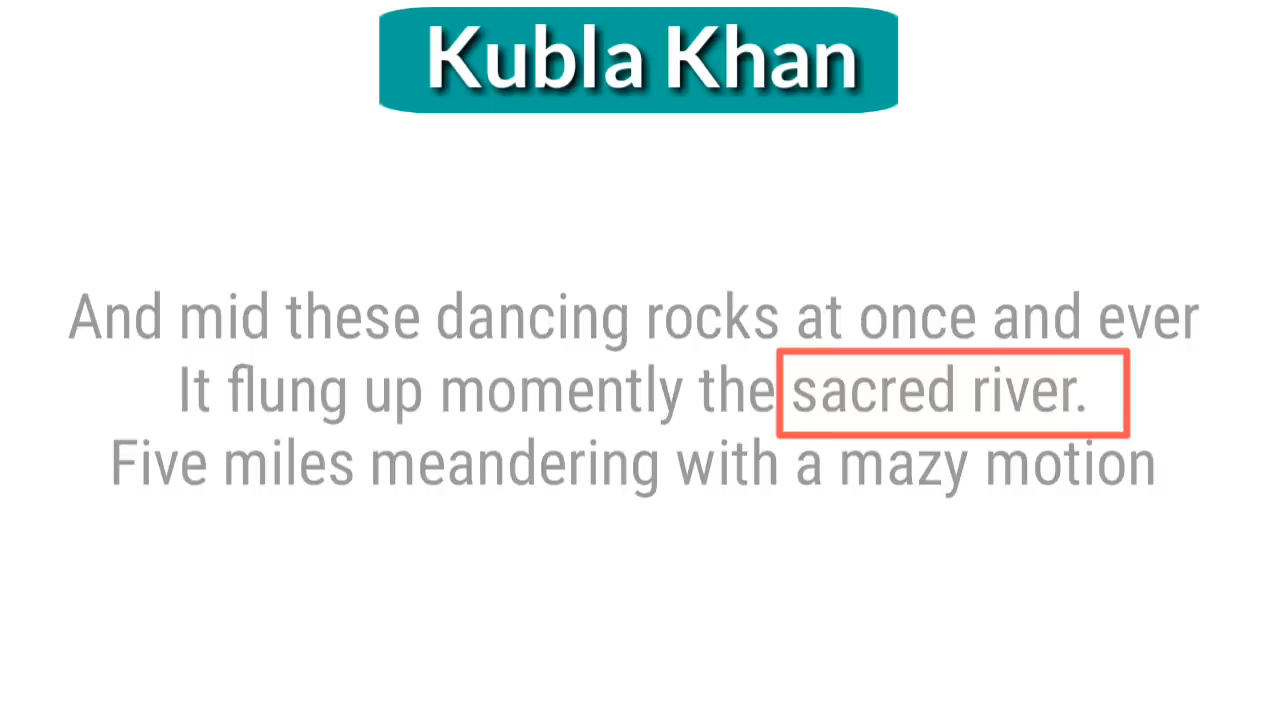 Kubla Khan
And mid these dancing rocks at once and ever
It flung up momently the sacred river.
Five miles meandering with a mazy motion